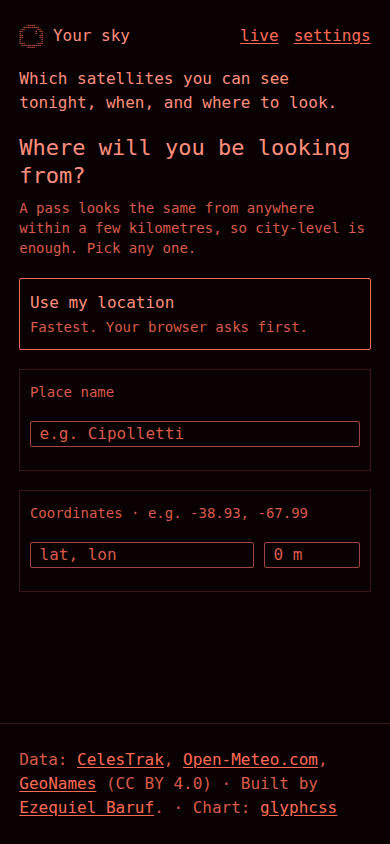 Your sky live settings
Which satellites you can see
tonight, when, and where to look.
Where will you be looking
from?
A pass looks the same from anywhere
within a few kilometres, so city-level is
enough. Pick any one.
Use my location
Fastest. Your browser asks first.
Place name
e.g. Cipolletti
Coordinates · e.g. -38.93, -67.99
lat, lon 0 m
Data: CelesTrak, Open-Meteo.com,
GeoNames (CC BY 4.0) · Built by
Ezequiel Baruf. · Chart: glyphcss